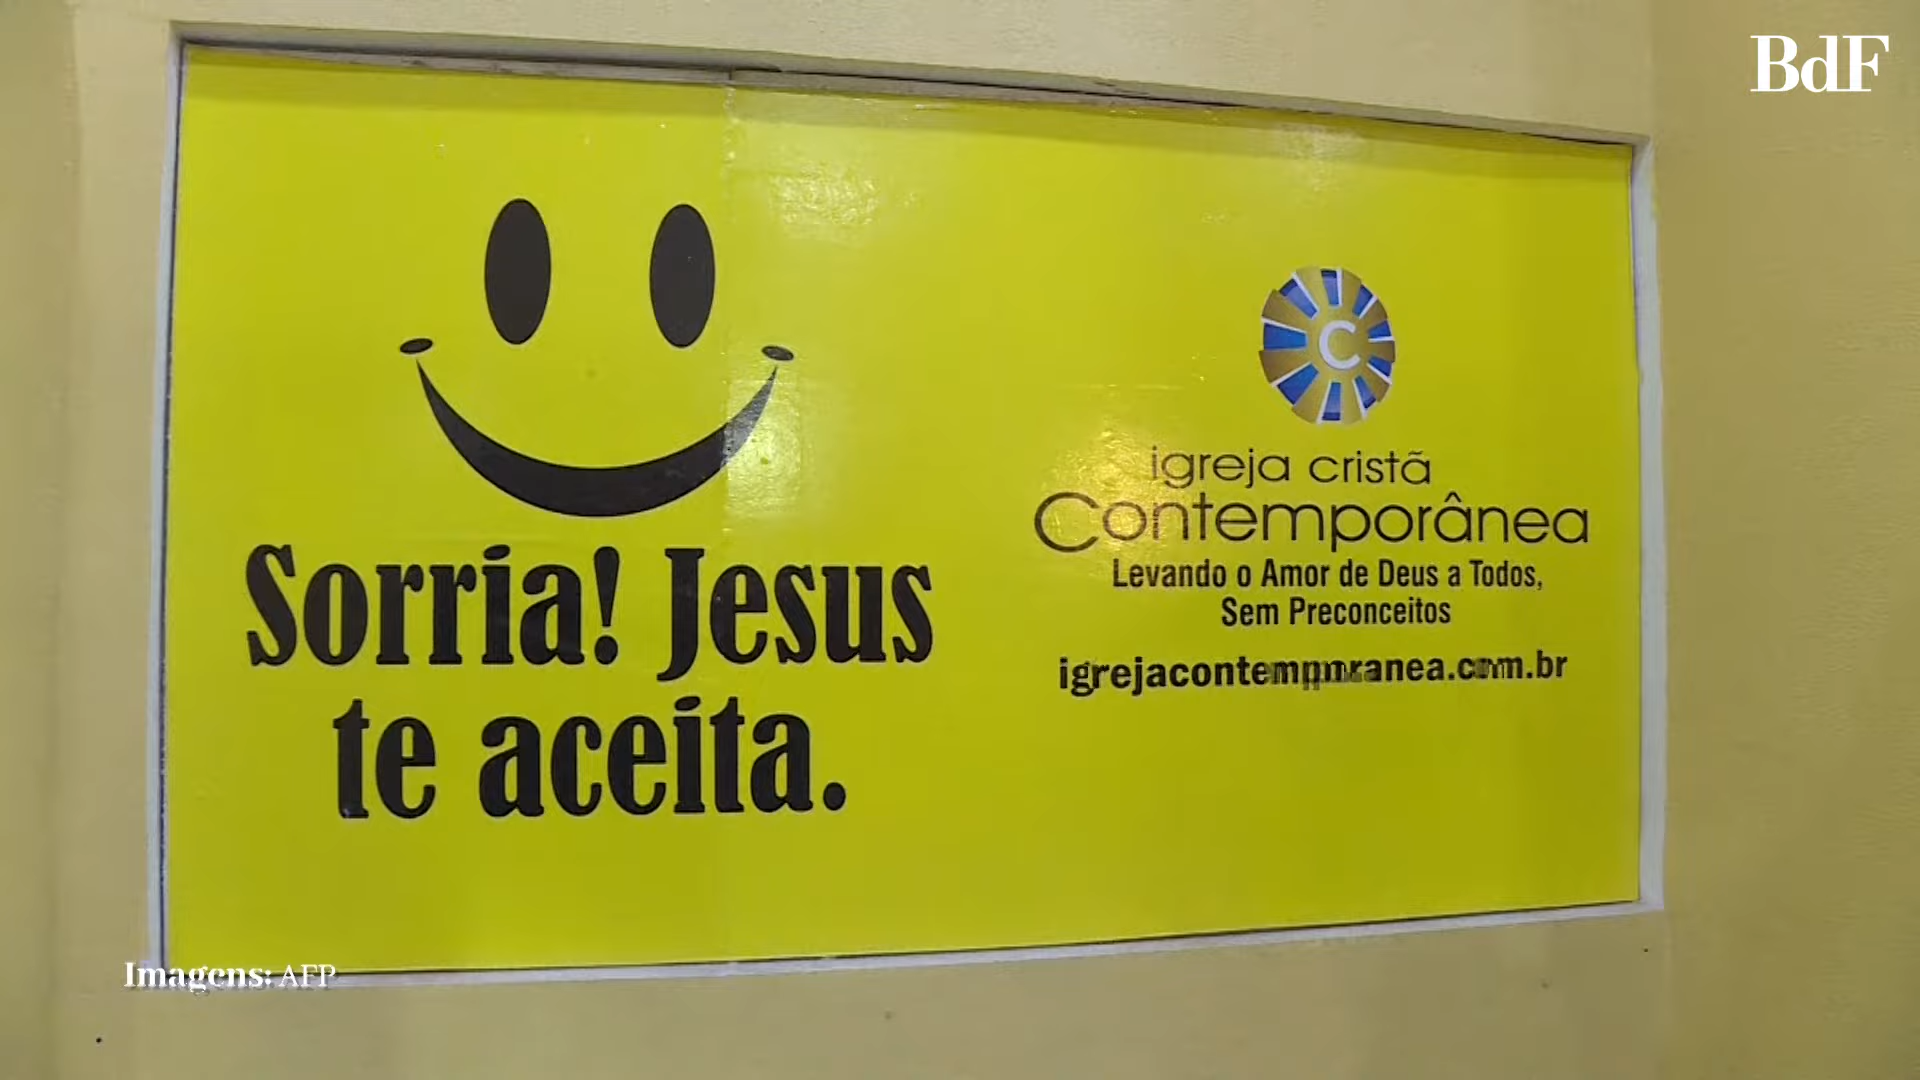 BdF
Sorria! Jesus
te aceita.
C
igreja cristã
Contemporânea
Levando o Amor de Deus a Todos,
Sem Preconceitos
igrejacontemporanea.com.br
Imagens: AFP